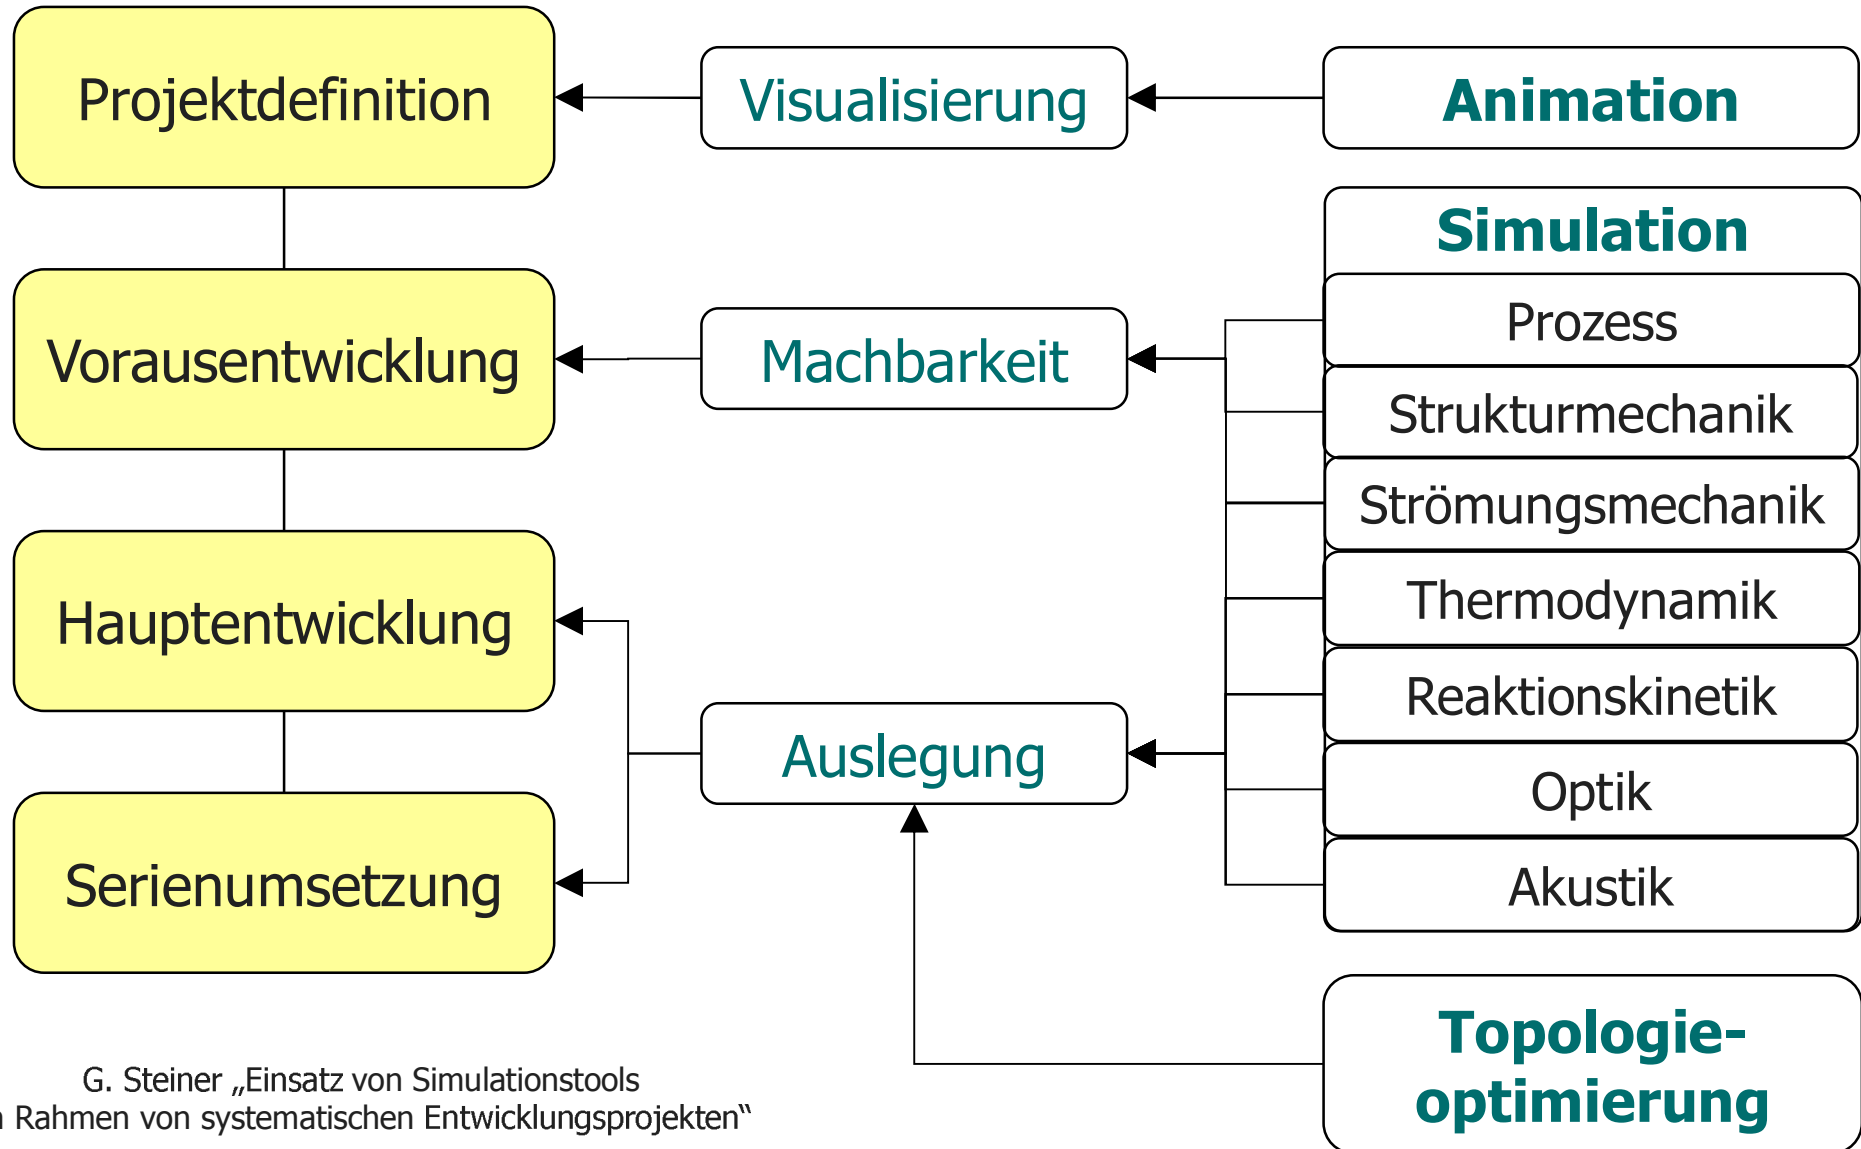 Projektdefinition
Visualisierung
Animation
Simulation
Vorausentwicklung
Machbarkeit
Prozess
Strukturmechanik
Strömungsmechanik
Hauptentwicklung
Thermodynamik
Reaktionskinetik
Auslegung
Optik
Serienumsetzung
Akustik
Topologie-
optimierung
G. Steiner „Einsatz von Simulationstools
Rahmen von systematischen Entwicklungsprojekten“